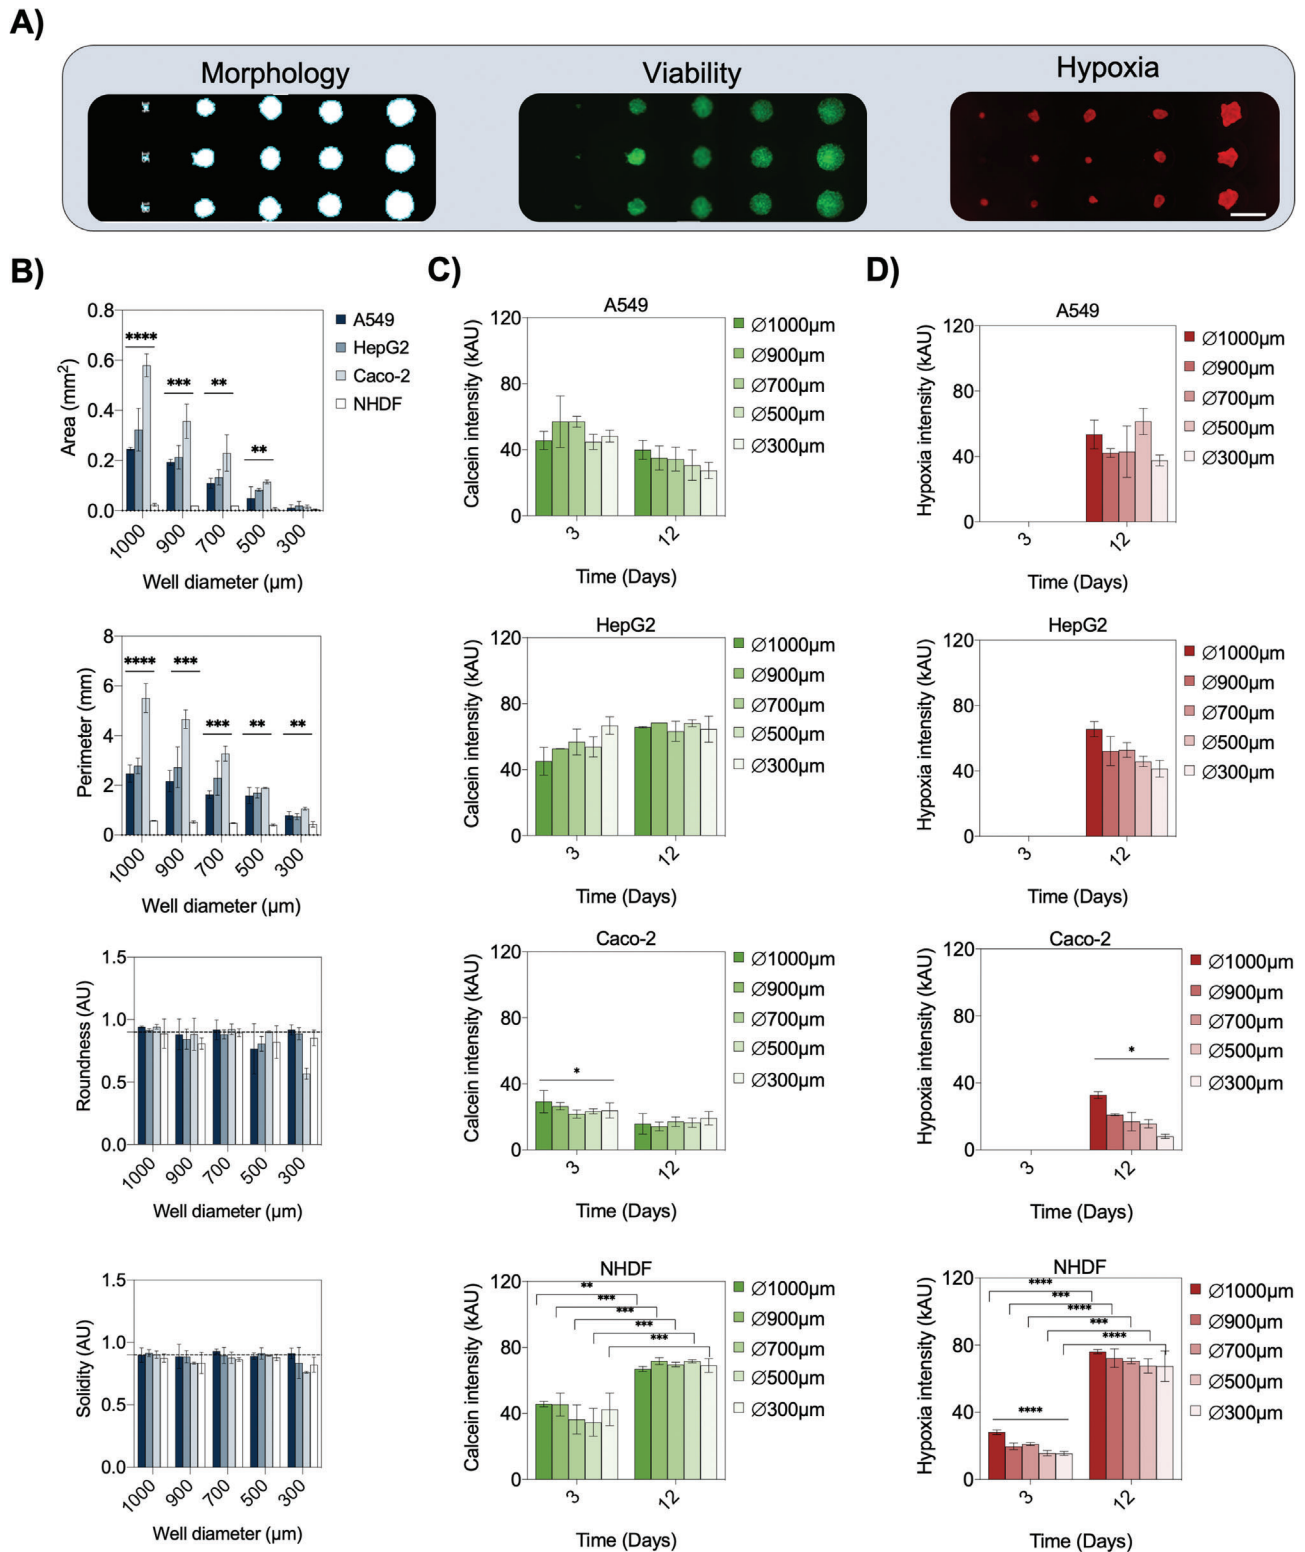 A)
Morphology
Viability
Hypoxia
B)
0.8
0.6
0.4
0.2
0.0
Area (mm²)
****
***
**
**
1000
900
700
500
300
Well diameter (µm)
A549
HepG2
Caco-2
NHDF
8
6
4
2
0
Perimeter (mm)
****
***
***
**
**
1000
900
700
500
300
Well diameter (µm)
1.5
1.0
0.5
0.0
Roundness (AU)
1000
900
700
500
300
Well diameter (µm)
1.5
1.0
0.5
0.0
Solidity (AU)
1000
900
700
500
300
Well diameter (µm)
C)
A549
120
80
40
0
Calcein intensity (kAU)
3
12
Time (Days)
Ø1000µm
Ø900µm
Ø700µm
Ø500µm
Ø300µm
HepG2
120
80
40
0
Calcein intensity (kAU)
3
12
Time (Days)
Ø1000µm
Ø900µm
Ø700µm
Ø500µm
Ø300µm
Caco-2
120
80
40
0
Calcein intensity (kAU)
*
3
12
Time (Days)
Ø1000µm
Ø900µm
Ø700µm
Ø500µm
Ø300µm
NHDF
120
80
40
0
Calcein intensity (kAU)
**
***
***
***
***
3
12
Time (Days)
Ø1000µm
Ø900µm
Ø700µm
Ø500µm
Ø300µm
D)
A549
120
80
40
0
Hypoxia intensity (kAU)
3
12
Time (Days)
Ø1000µm
Ø900µm
Ø700µm
Ø500µm
Ø300µm
HepG2
120
80
40
0
Hypoxia intensity (kAU)
3
12
Time (Days)
Ø1000µm
Ø900µm
Ø700µm
Ø500µm
Ø300µm
Caco-2
120
80
40
0
Hypoxia intensity (kAU)
*
3
12
Time (Days)
Ø1000µm
Ø900µm
Ø700µm
Ø500µm
Ø300µm
NHDF
120
80
40
0
Hypoxia intensity (kAU)
****
***
****
***
****
****
3
12
Time (Days)
Ø1000µm
Ø900µm
Ø700µm
Ø500µm
Ø300µm